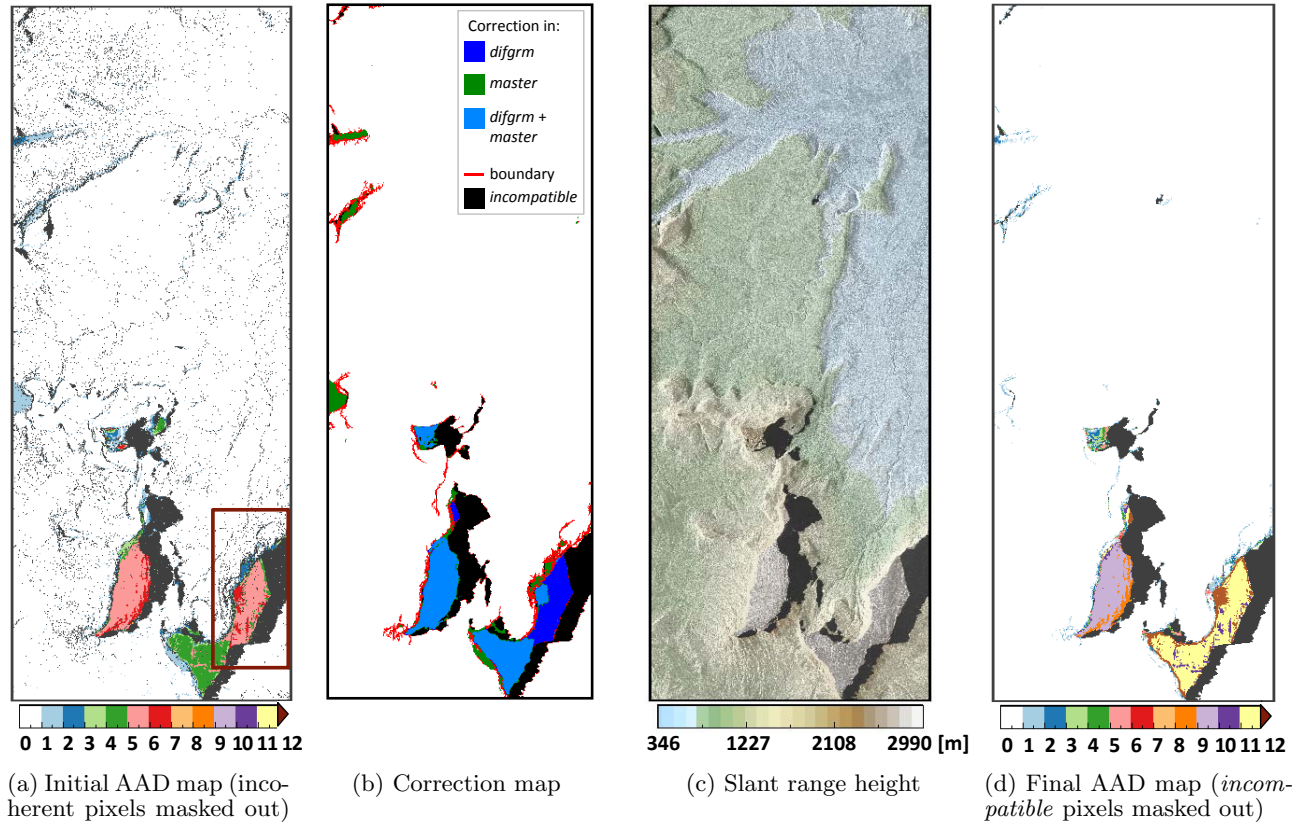 Correction in:
difgrm
master
difgrm +
master
boundary
incompatible
0 1 2 3 4 5 6 7 8 9 10 11 12
346 1227 2108 2990 [m]
0 1 2 3 4 5 6 7 8 9 10 11 12
(a) Initial AAD map (inco-
herent pixels masked out)
(b) Correction map
(c) Slant range height
(d) Final AAD map (incom-
patible pixels masked out)